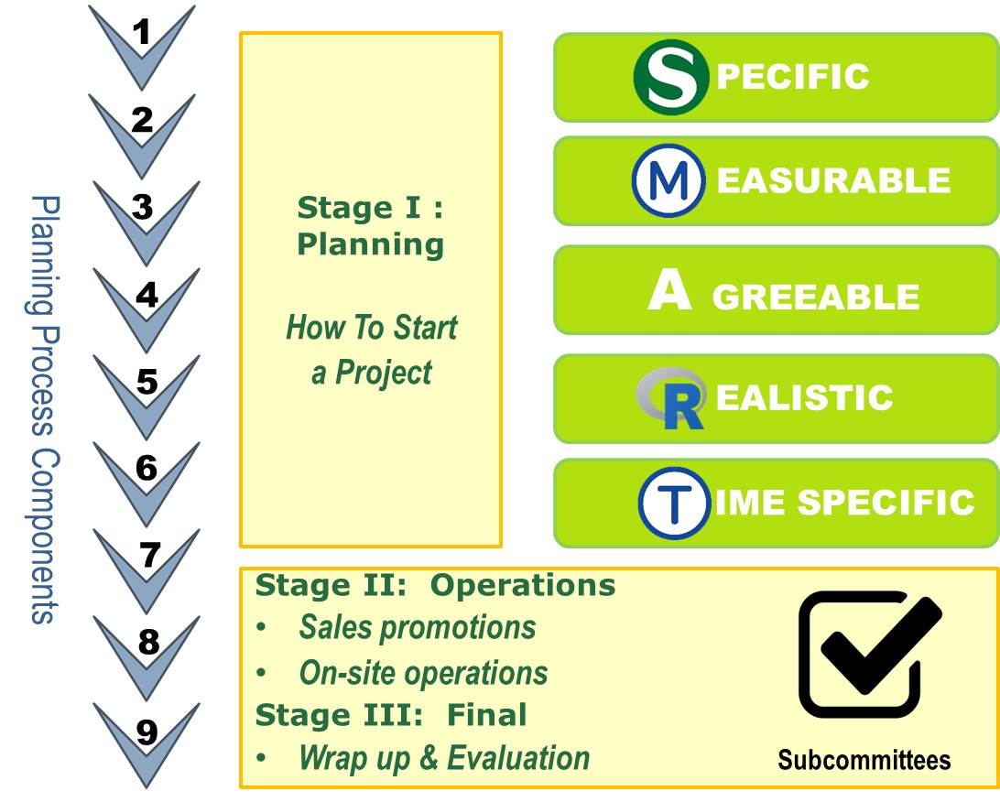 Planning Process Components
1
2
3
4
5
6
7
8
9
Stage I :
Planning
How To Start
a Project
SPECIFIC
MEASURABLE
A GREEABLE
REALISTIC
TIME SPECIFIC
Stage II: Operations
• Sales promotions
• On-site operations
Stage III: Final
• Wrap up & Evaluation
Subcommittees